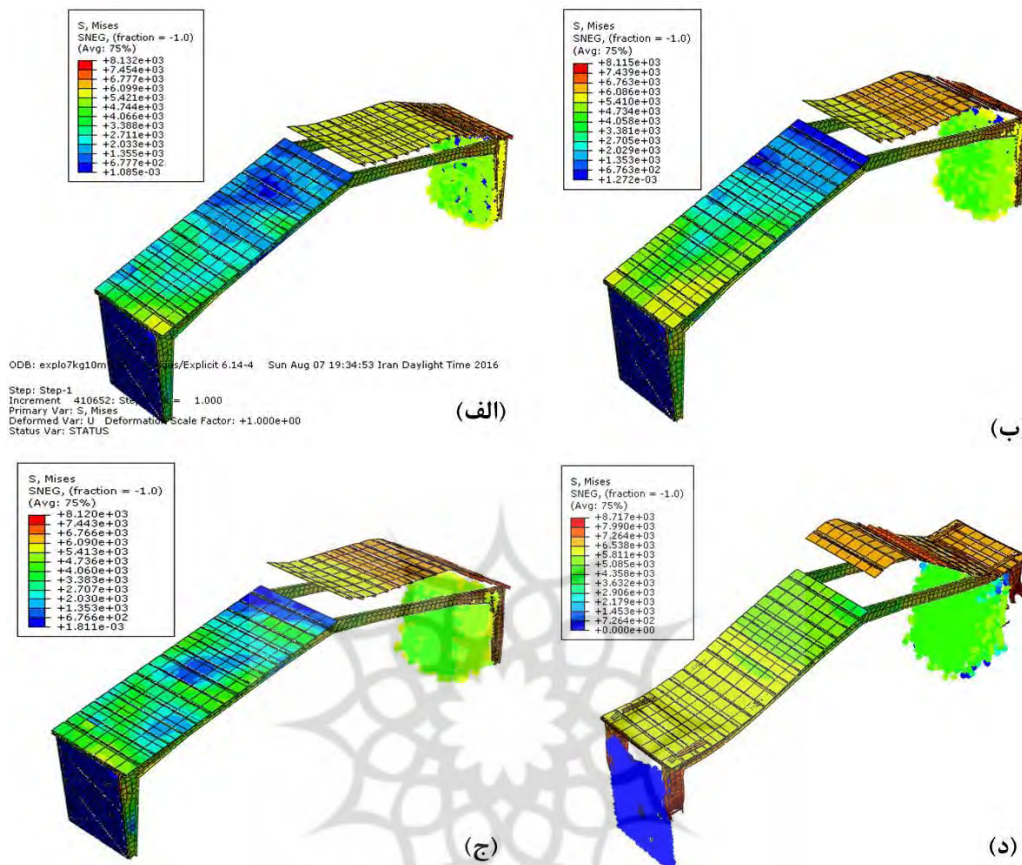 S, Mises
SNEG, (fraction = -1.0)
(Avg: 75%)
+8.132e+03
+7.454e+03
+6.777e+03
+6.099e+03
+5.421e+03
+4.744e+03
+4.066e+03
+3.388e+03
+2.711e+03
+2.033e+03
+1.355e+03
+6.777e+02
+1.085e-03
ODB: explo7kg10m /Explicit 6.14-4 Sun Aug 07 19:34:53 Iran Daylight Time 2016
Step: Step-1
Increment 410652: Step = 1.000
Primary Var: S, Mises
Deformed Var: U Deformation Scale Factor: +1.000e+00
Status Var: STATUS
(الف)
S, Mises
SNEG, (fraction = -1.0)
(Avg: 75%)
+8.115e+03
+7.439e+03
+6.763e+03
+6.086e+03
+5.410e+03
+4.734e+03
+4.058e+03
+3.381e+03
+2.705e+03
+2.029e+03
+1.353e+03
+6.763e+02
+1.272e-03
ب)
S, Mises
SNEG, (fraction = -1.0)
(Avg: 75%)
+8.120e+03
+7.443e+03
+6.766e+03
+6.090e+03
+5.413e+03
+4.736e+03
+4.060e+03
+3.383e+03
+2.707e+03
+2.030e+03
+1.353e+03
+6.766e+02
+1.811e-03
(ج)
S, Mises
SNEG, (fraction = -1.0)
(Avg: 75%)
+8.717e+03
+7.990e+03
+7.264e+03
+6.538e+03
+5.811e+03
+5.085e+03
+4.358e+03
+3.632e+03
+2.906e+03
+2.179e+03
+1.453e+03
+7.264e+02
+0.000e+00
(د)